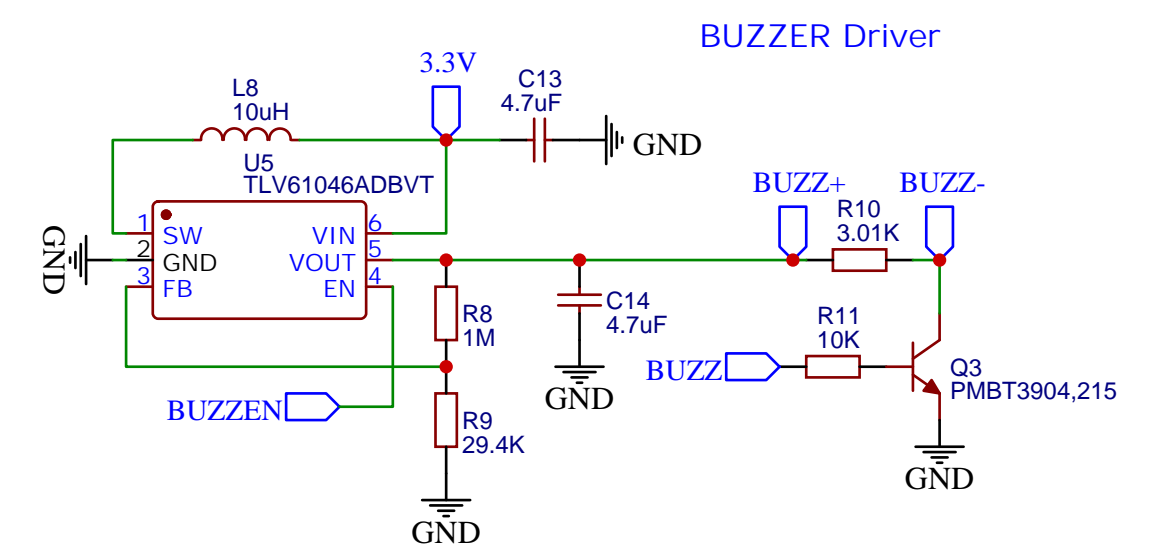 BUZZER Driver
3.3V
C13
4.7uF
GND
L8
10uH
U5
TLV61046ADBVT
1
SW
2
GND
3
FB
VIN
6
VOUT
5
EN
4
GND
R8
1M
R9
29.4K
GND
BUZZEN
C14
4.7uF
GND
BUZZ+
BUZZ-
R10
3.01K
R11
10K
BUZZ
Q3
PMBT3904,215
GND